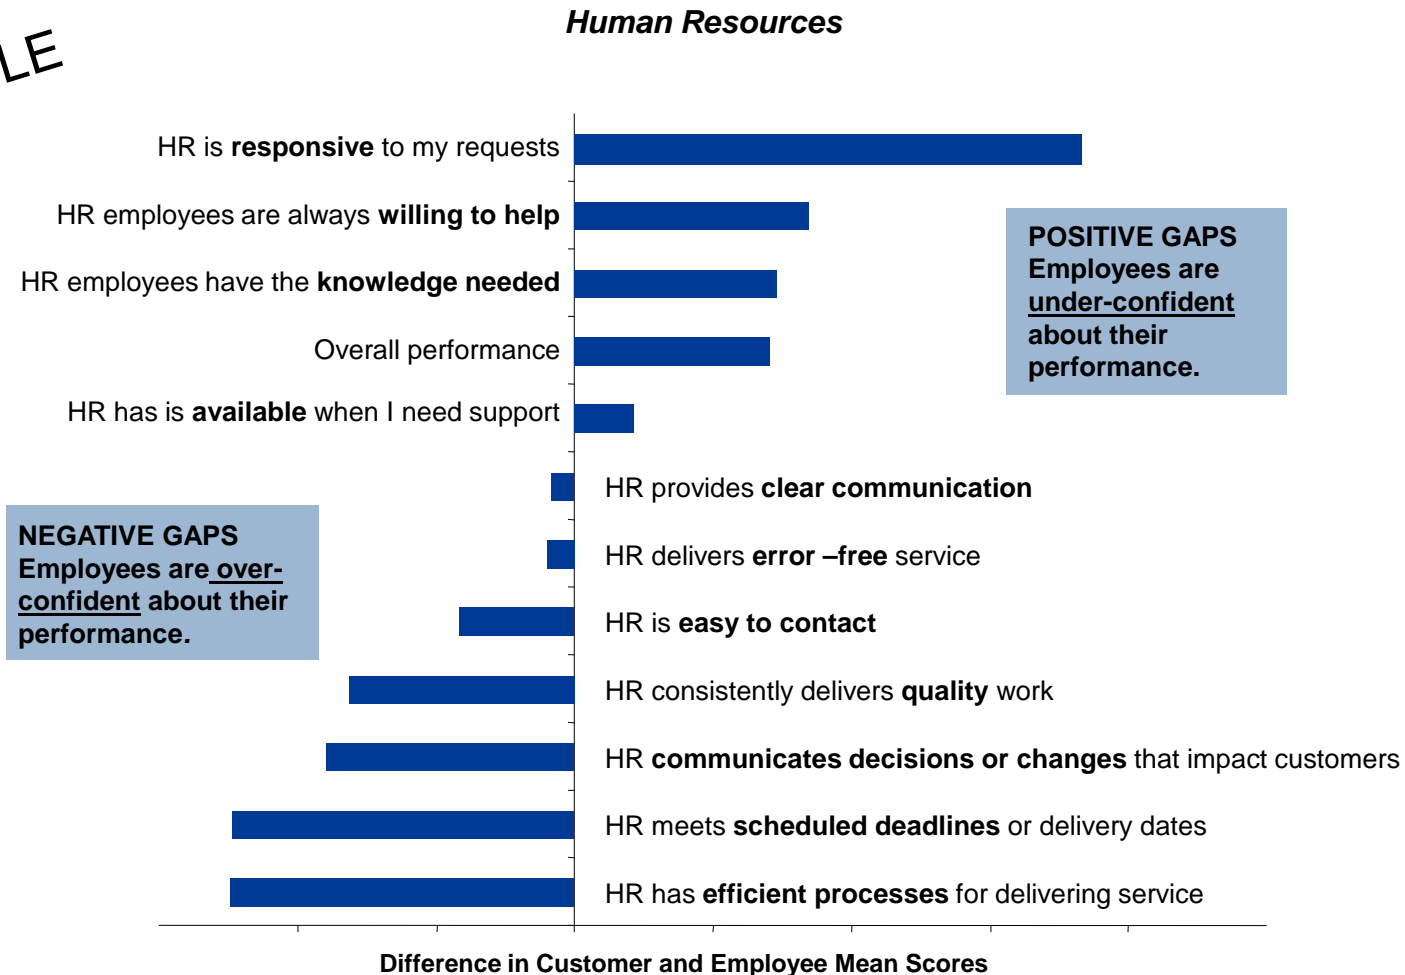 Human Resources
LE
HR is responsive to my requests
HR employees are always willing to help
HR employees have the knowledge needed
Overall performance
HR has is available when I need support
POSITIVE GAPS
Employees are
under-confident
about their
performance.
NEGATIVE GAPS
Employees are over-
confident about their
performance.
HR provides clear communication
HR delivers error –free service
HR is easy to contact
HR consistently delivers quality work
HR communicates decisions or changes that impact customers
HR meets scheduled deadlines or delivery dates
HR has efficient processes for delivering service
Difference in Customer and Employee Mean Scores